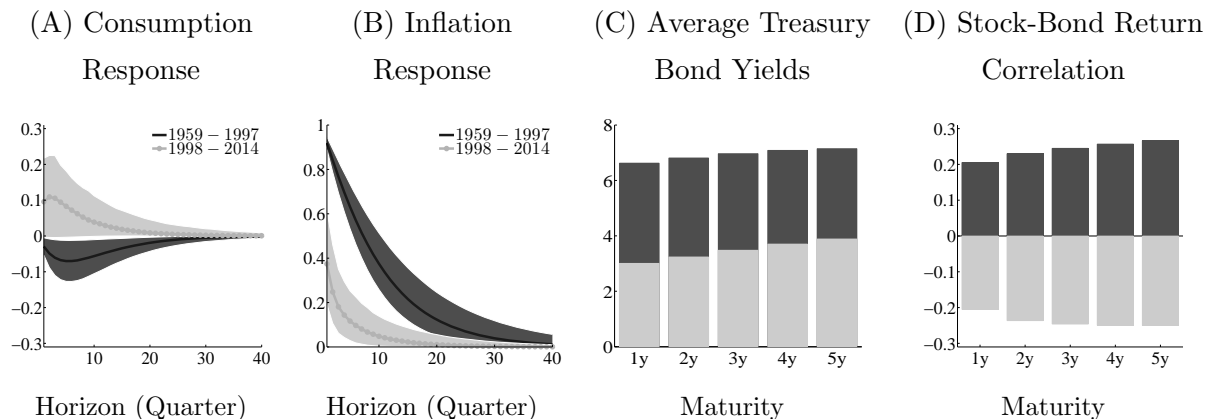 (A) Consumption
Response
0.3
0.2
0.1
0
−0.1
−0.2
−0.3
10 20 30 40
1959 − 1997
1998 − 2014
Horizon (Quarter)
(B) Inflation
Response
1
0.8
0.6
0.4
0.2
0
10 20 30 40
1959 − 1997
1998 − 2014
Horizon (Quarter)
(C) Average Treasury
Bond Yields
8
6
4
2
0
1y 2y 3y 4y 5y
Maturity
(D) Stock-Bond Return
Correlation
0.3
0.2
0.1
0
−0.1
−0.2
−0.3
1y 2y 3y 4y 5y
Maturity